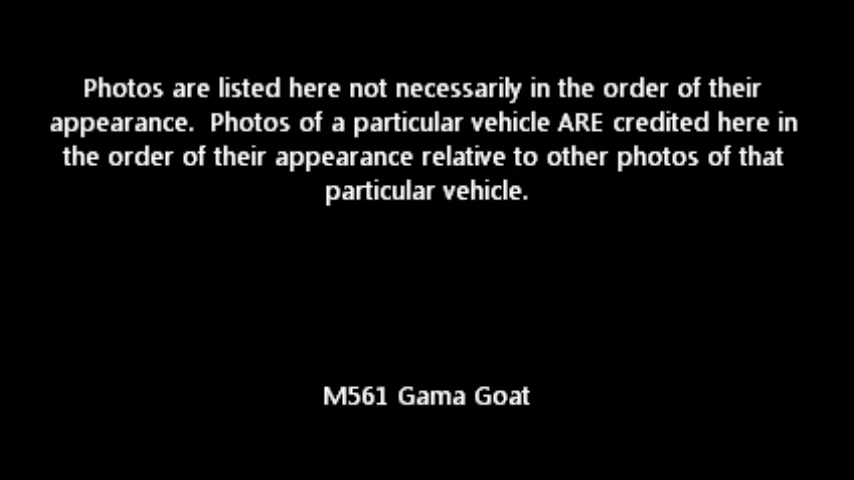 Photos are listed here not necessarily in the order of their
appearance.  Photos of a particular vehicle ARE credited here in
the order of their appearance relative to other photos of that
particular vehicle.
M561 Gama Goat